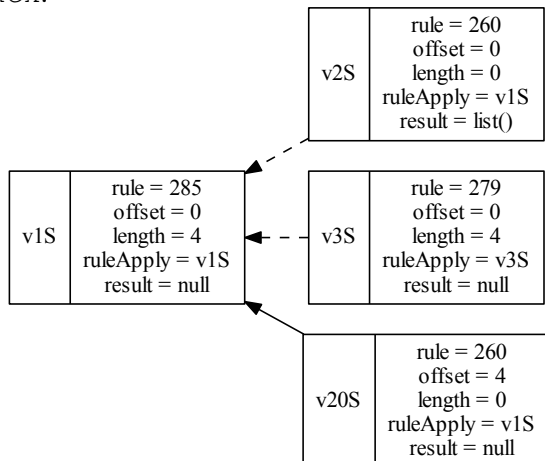 v2S
rule = 260
offset = 0
length = 0
ruleApply = v1S
result = list()
v1S
rule = 285
offset = 0
length = 4
ruleApply = v1S
result = null
v3S
rule = 279
offset = 0
length = 4
ruleApply = v3S
result = null
v20S
rule = 260
offset = 4
length = 0
ruleApply = v1S
result = null